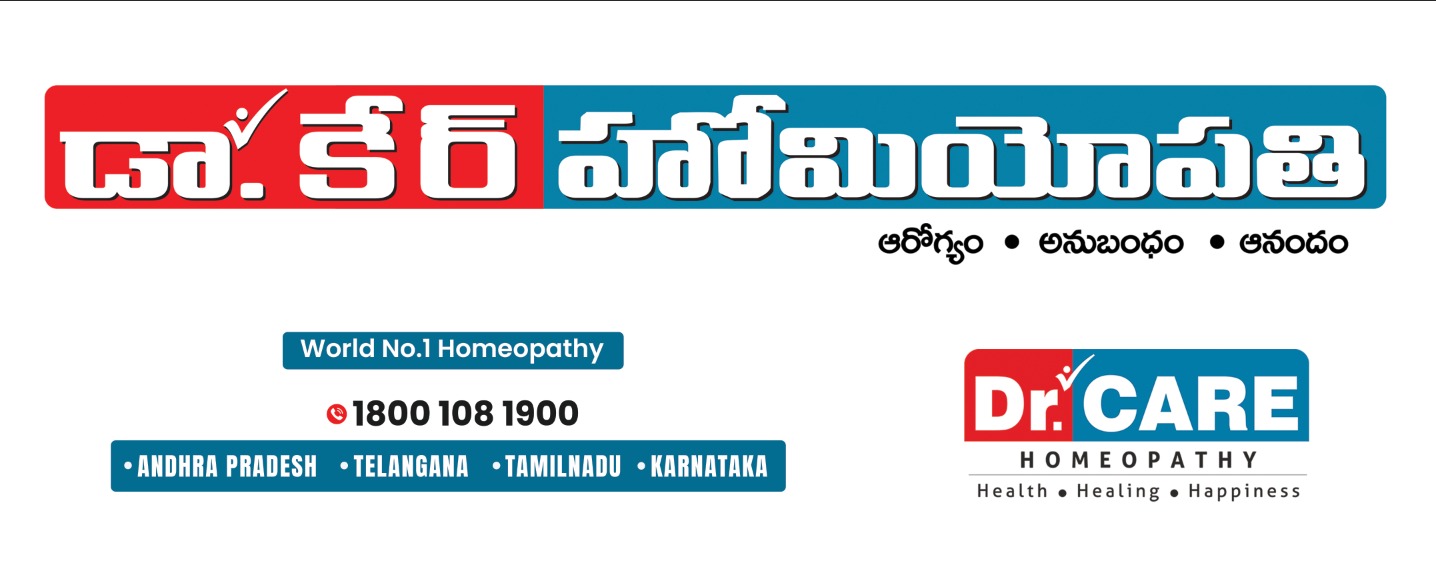 డా. కేర్ హోమియోపతి
ఆరోగ్యం • అనుబంధం • ఆనందం
World No.1 Homeopathy
1800 108 1900
• ANDHRA PRADESH • TELANGANA • TAMILNADU • KARNATAKA
Dr. CARE
HOMEOPATHY
Health • Healing • Happiness